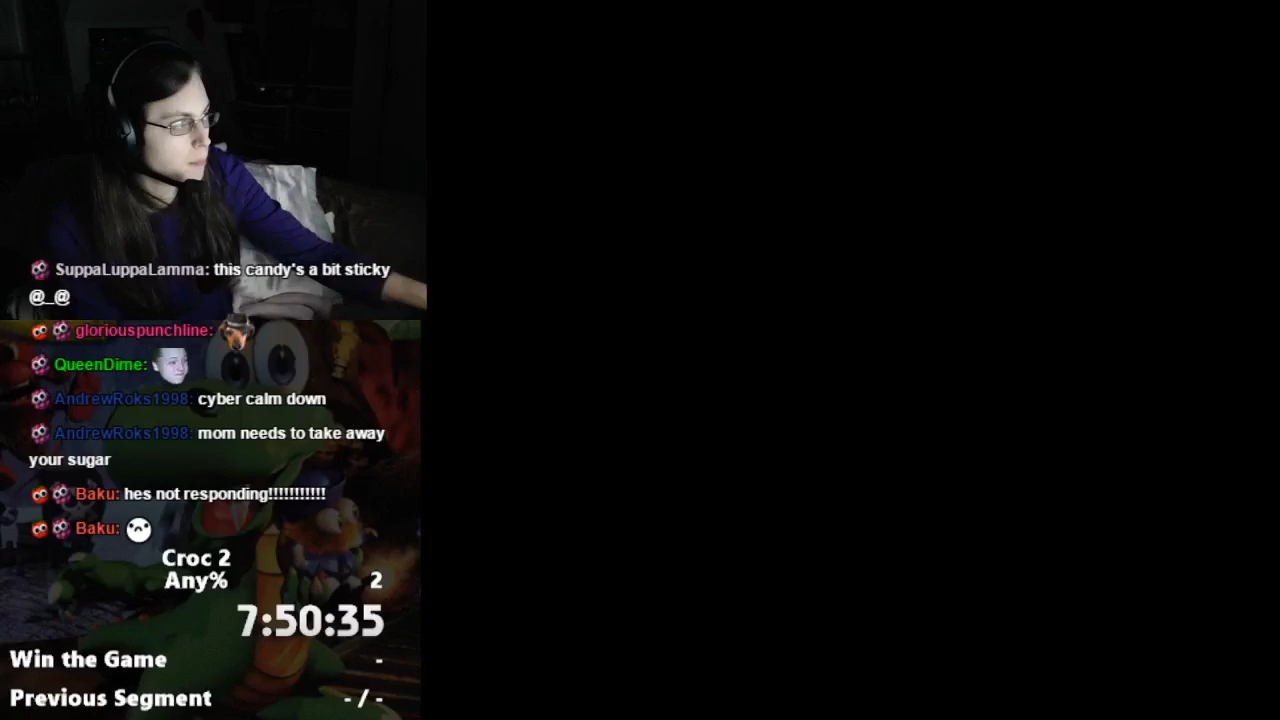 SuppaLuppaLamma: this candy's a bit sticky
@_@
gloriouspunchline:
QueenDime:
AndrewRoks1998: cyber calm down
AndrewRoks1998: mom needs to take away
your sugar
Baku: hes not responding!!!!!!!!!!!
Baku:
Croc 2
Any% 2
7:50:35
Win the Game -
Previous Segment - / -